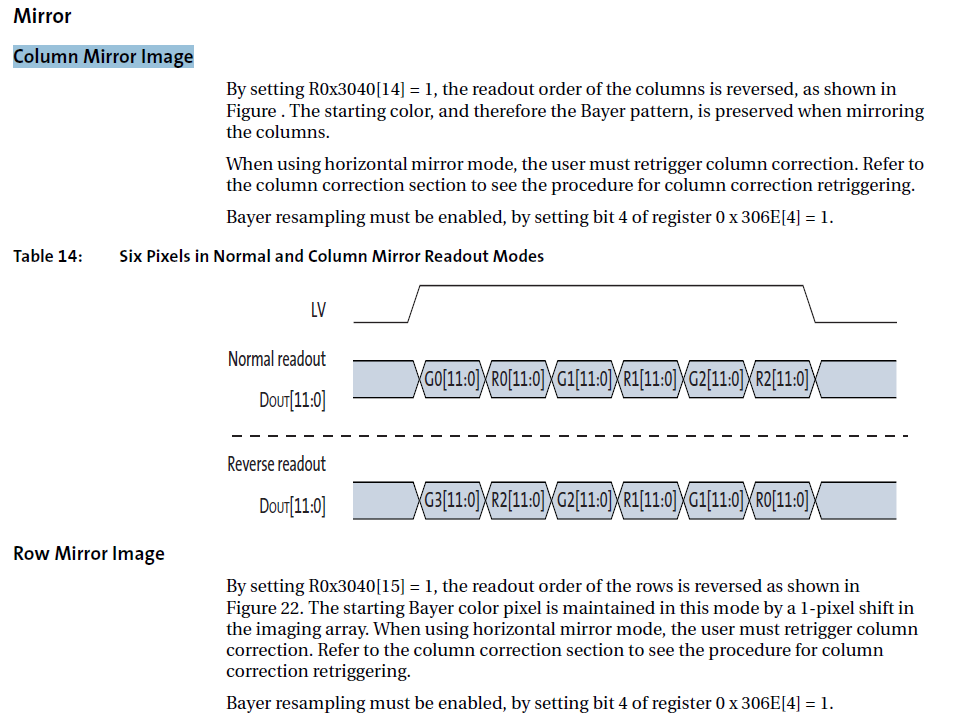 Mirror
Column Mirror Image
By setting R0x3040[14] = 1, the readout order of the columns is reversed, as shown in
Figure . The starting color, and therefore the Bayer pattern, is preserved when mirroring
the columns.
When using horizontal mirror mode, the user must retrigger column correction. Refer to
the column correction section to see the procedure for column correction retriggering.
Bayer resampling must be enabled, by setting bit 4 of register 0 x 306E[4] = 1.
Table 14: Six Pixels in Normal and Column Mirror Readout Modes
LV
Normal readout
G0[11:0] R0[11:0] G1[11:0] R1[11:0] G2[11:0] R2[11:0]
DOUT[11:0]
Reverse readout
G3[11:0] R2[11:0] G2[11:0] R1[11:0] G1[11:0] R0[11:0]
DOUT[11:0]
Row Mirror Image
By setting R0x3040[15] = 1, the readout order of the rows is reversed as shown in
Figure 22. The starting Bayer color pixel is maintained in this mode by a 1-pixel shift in
the imaging array. When using horizontal mirror mode, the user must retrigger column
correction. Refer to the column correction section to see the procedure for column
correction retriggering.
Bayer resampling must be enabled, by setting bit 4 of register 0 x 306E[4] = 1.